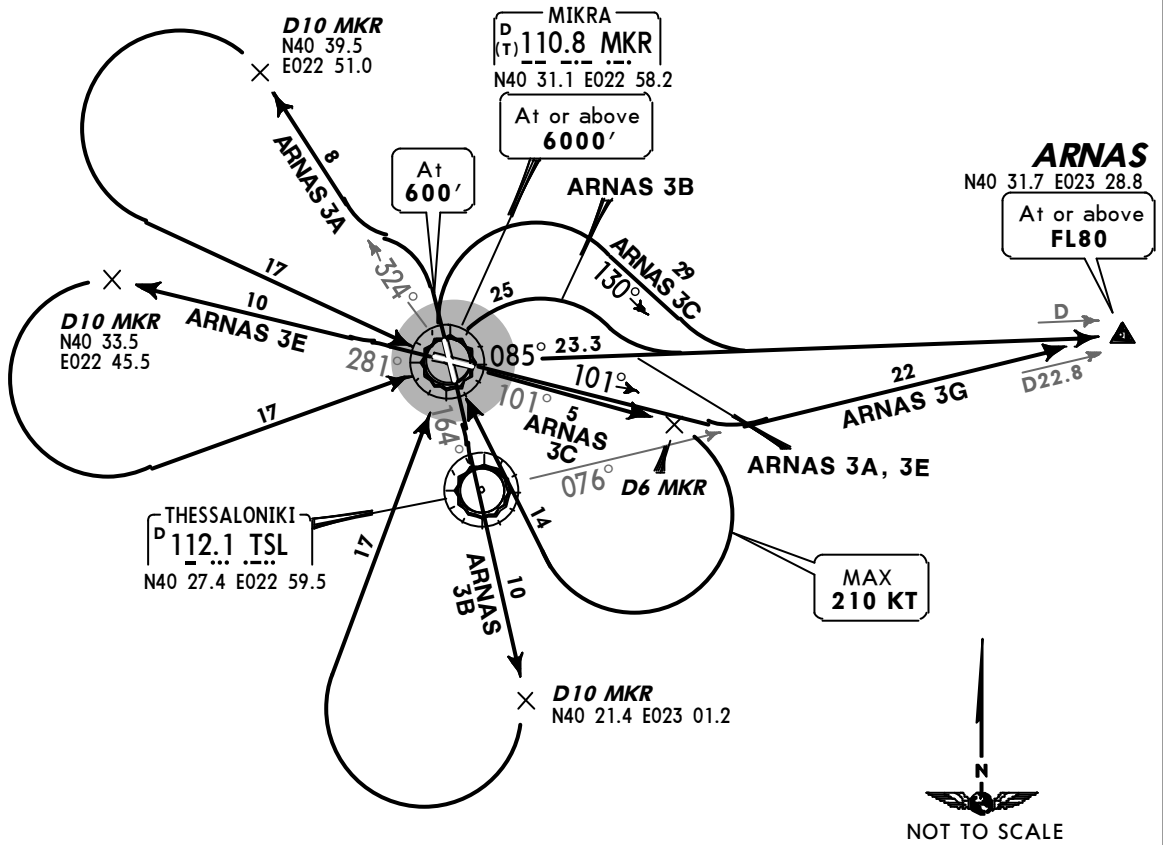 D10 MKR
N40 39.5
E022 51.0
MIKRA
D
(T) 110.8 MKR
N40 31.1 E022 58.2
At or above
6000'
At
600'
ARNAS 3B
ARNAS
N40 31.7 E023 28.8
At or above
FL80
8
ARNAS 3A
324°
17
25
ARNAS 3C
29
130°
D10 MKR
N40 33.5
E022 45.5
10
ARNAS 3E
281°
085°
23.3
D
D22.8
101°
101°
5
ARNAS
3C
22
ARNAS 3G
17
164°
076°
D6 MKR
ARNAS 3A, 3E
THESSALONIKI
D 112.1 TSL
N40 27.4 E022 59.5
14
17
ARNAS
3B
10
MAX
210 KT
D10 MKR
N40 21.4 E023 01.2
N
NOT TO SCALE